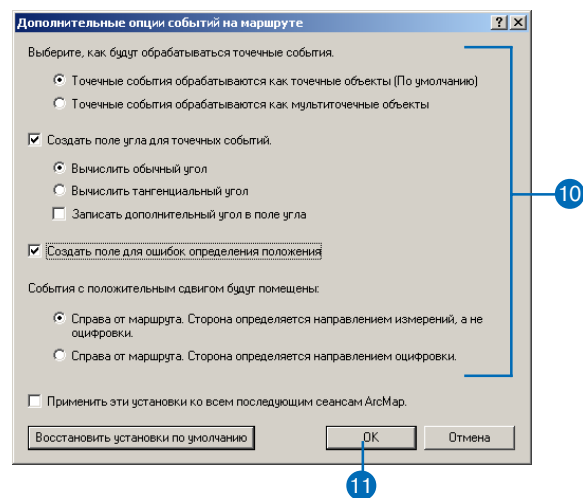 Дополнительные опции событий на маршруте
Выберите, как будут обрабатываться точечные события.
Точечные события обрабатываются как точечные объекты (По умолчанию)
Точечные события обрабатываются как мультиточечные объекты
Создать поле угла для точечных событий.
Вычислить обычный угол
Вычислить тангенциальный угол
Записать дополнительный угол в поле угла
10
Создать поле для ошибок определения положения
События с положительным сдвигом будут помещены:
Справа от маршрута. Сторона определяется направлением измерений, а не
оцифровки.
Справа от маршрута. Сторона определяется направлением оцифровки.
Применить эти установки ко всем последующим сеансам ArcMap.
Восстановить установки по умолчанию
OK
Отмена
11